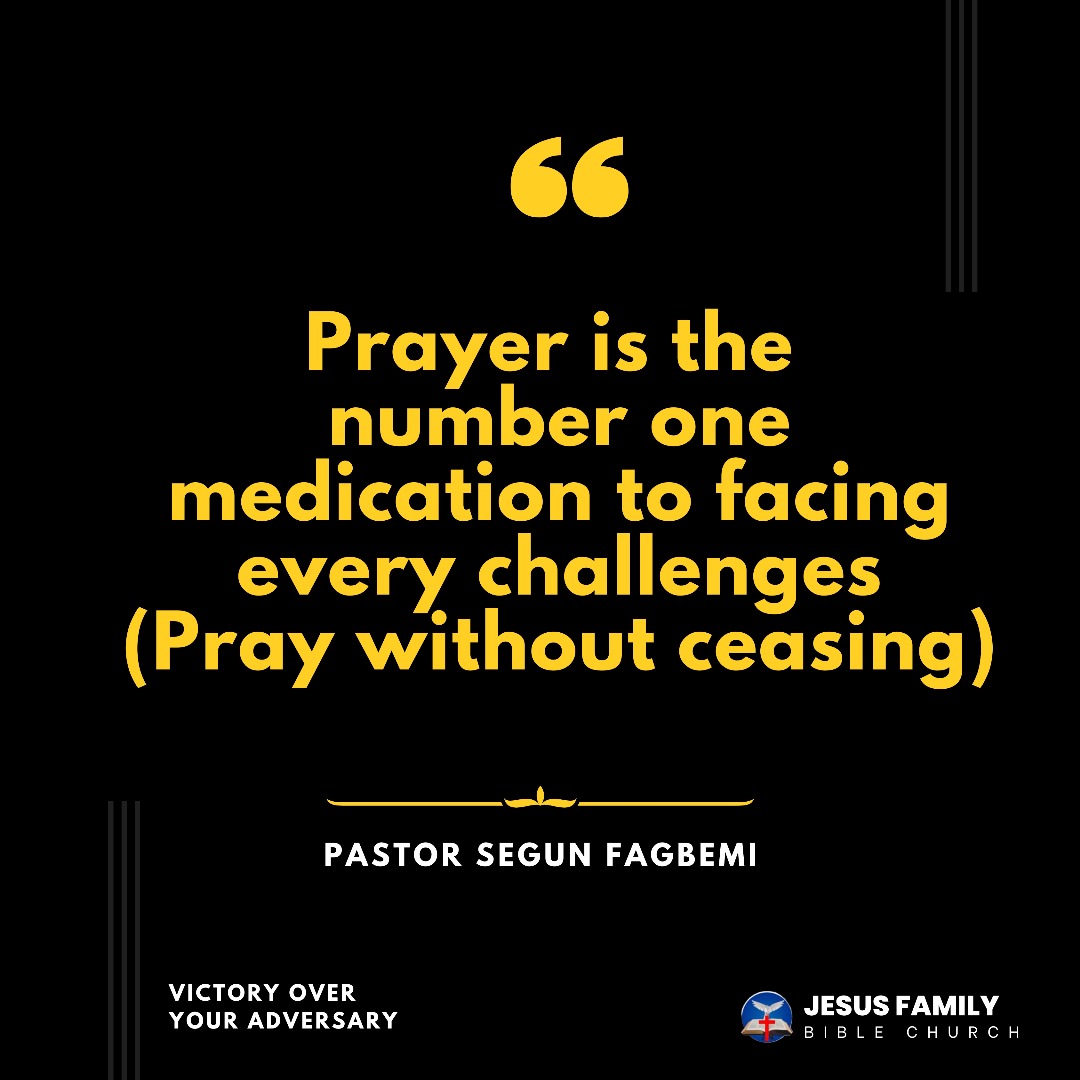 “
Prayer is the
number one
medication to facing
every challenges
(Pray without ceasing)
PASTOR SEGUN FAGBEMI
VICTORY OVER
YOUR ADVERSARY
JESUS FAMILY
BIBLE CHURCH